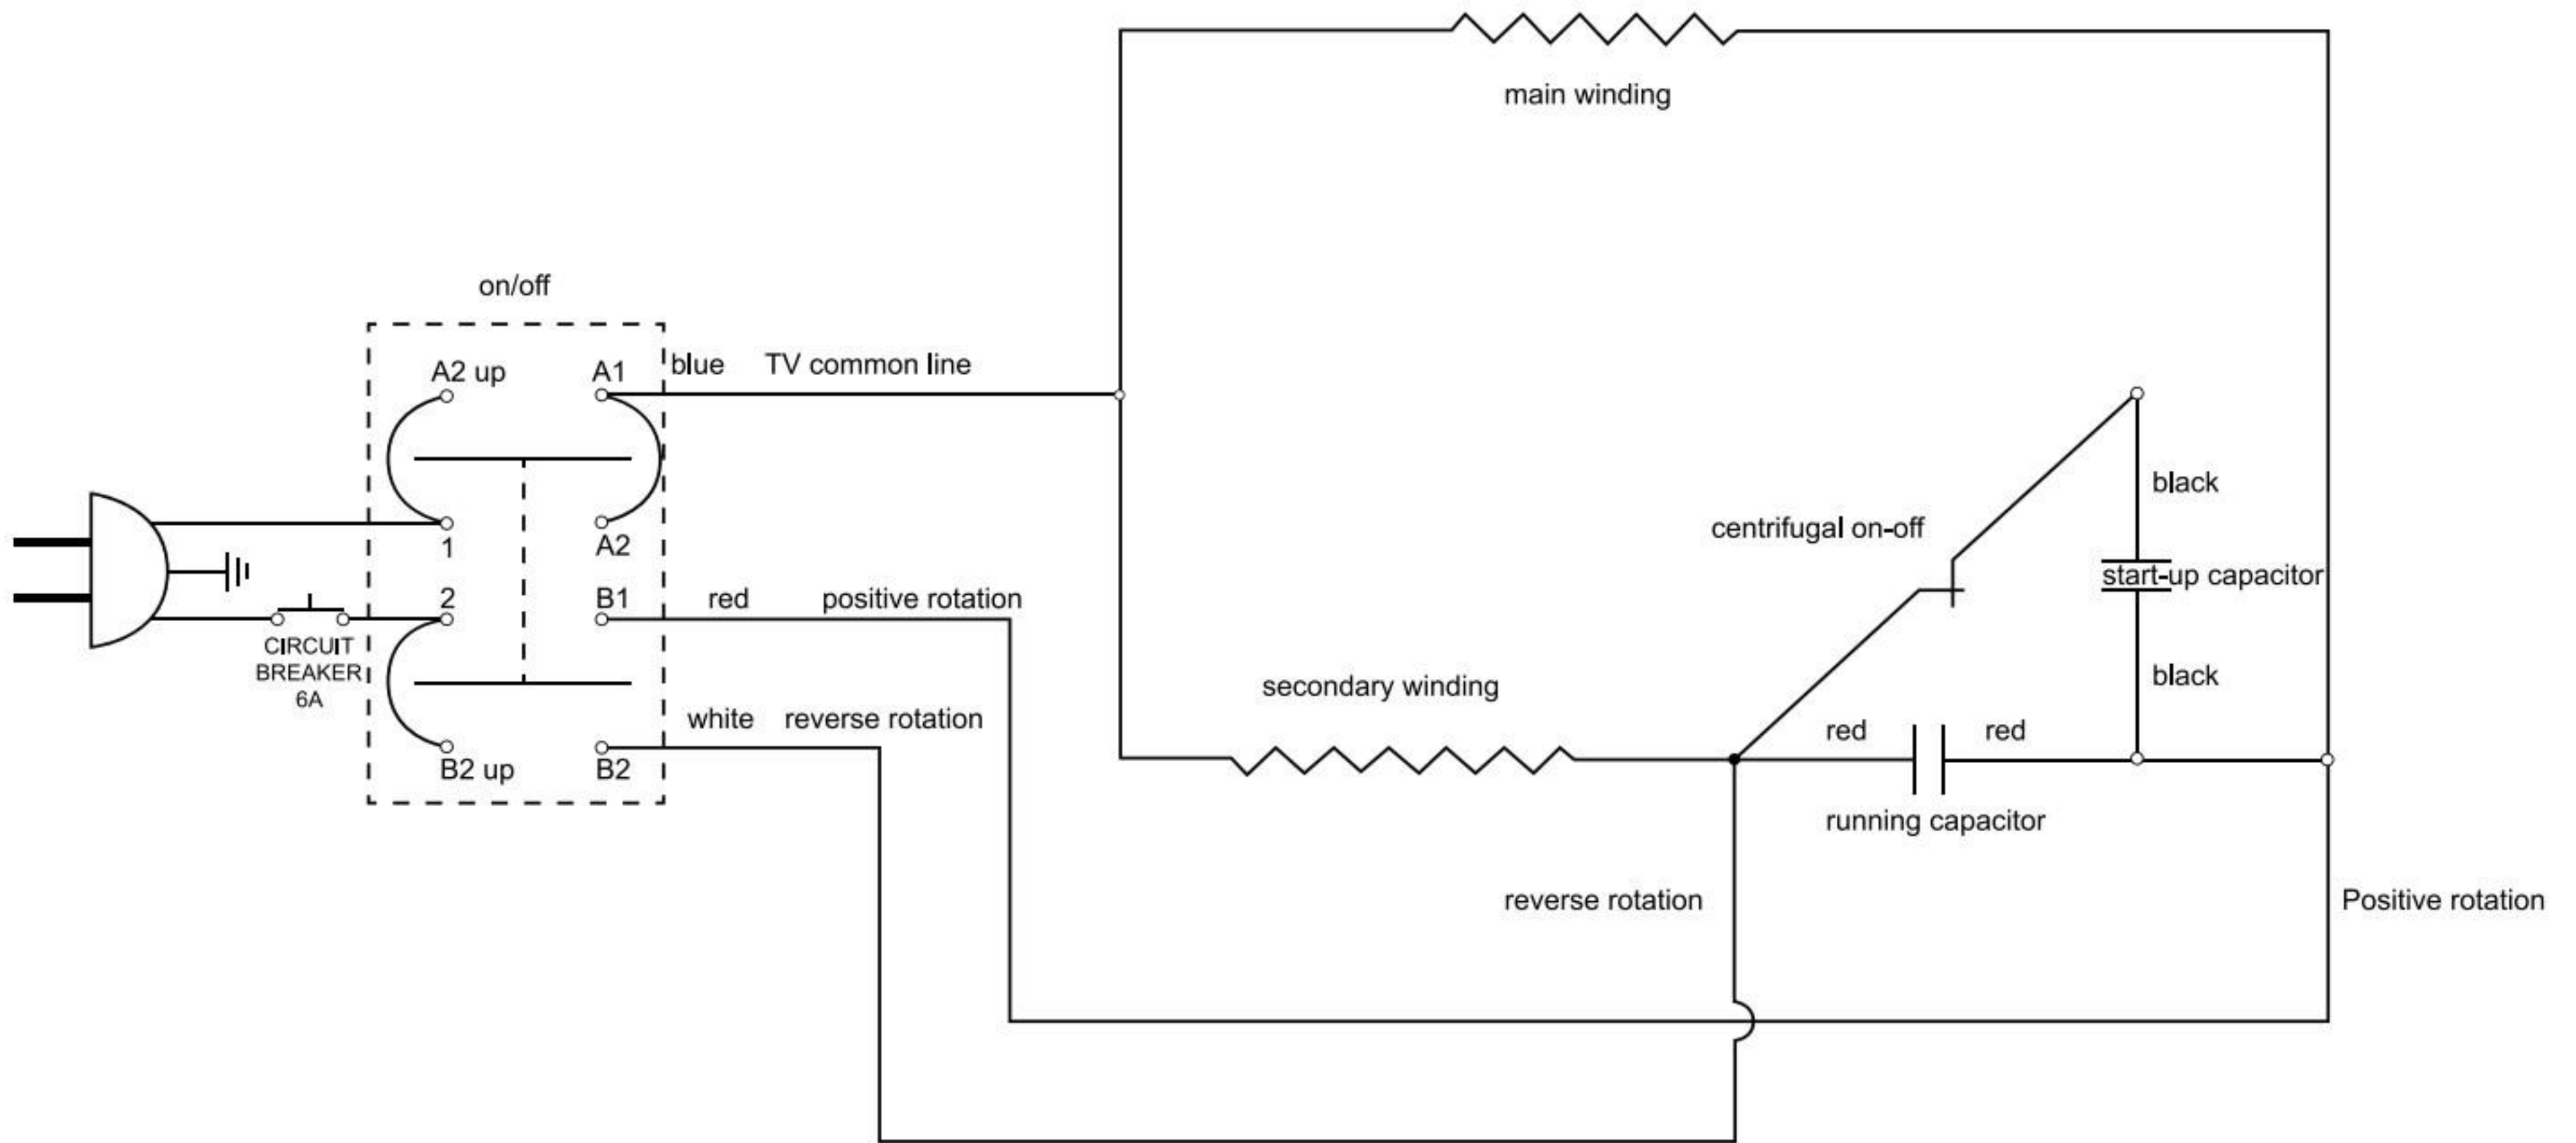 main winding
on/off
A2 up
A1
blue
TV common line
black
centrifugal on-off
1
A2
start-up capacitor
2
B1
red
positive rotation
CIRCUIT
BREAKER
6A
black
secondary winding
white
reverse rotation
red
red
B2 up
B2
running capacitor
reverse rotation
Positive rotation